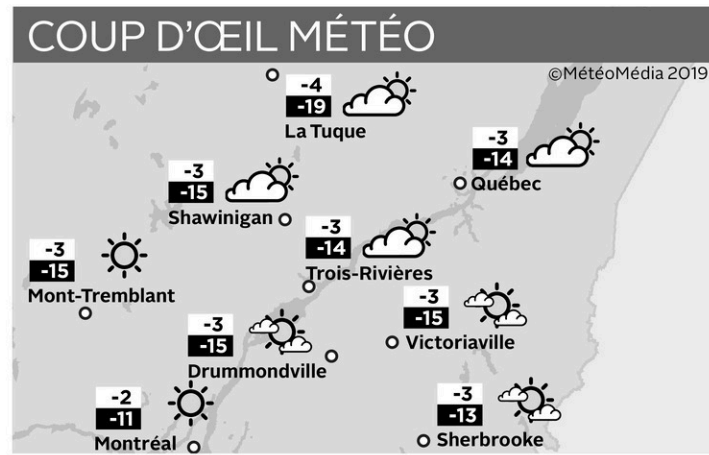 COUP D'ŒIL MÉTÉO
©MétéoMédia 2019
-4
-19
La Tuque
-3
-14
Québec
-3
-15
Shawinigan
-3
-14
Trois-Rivières
-3
-15
Mont-Tremblant
-3
-15
Victoriaville
-3
-15
Drummondville
-2
-11
Montréal
-3
-13
Sherbrooke